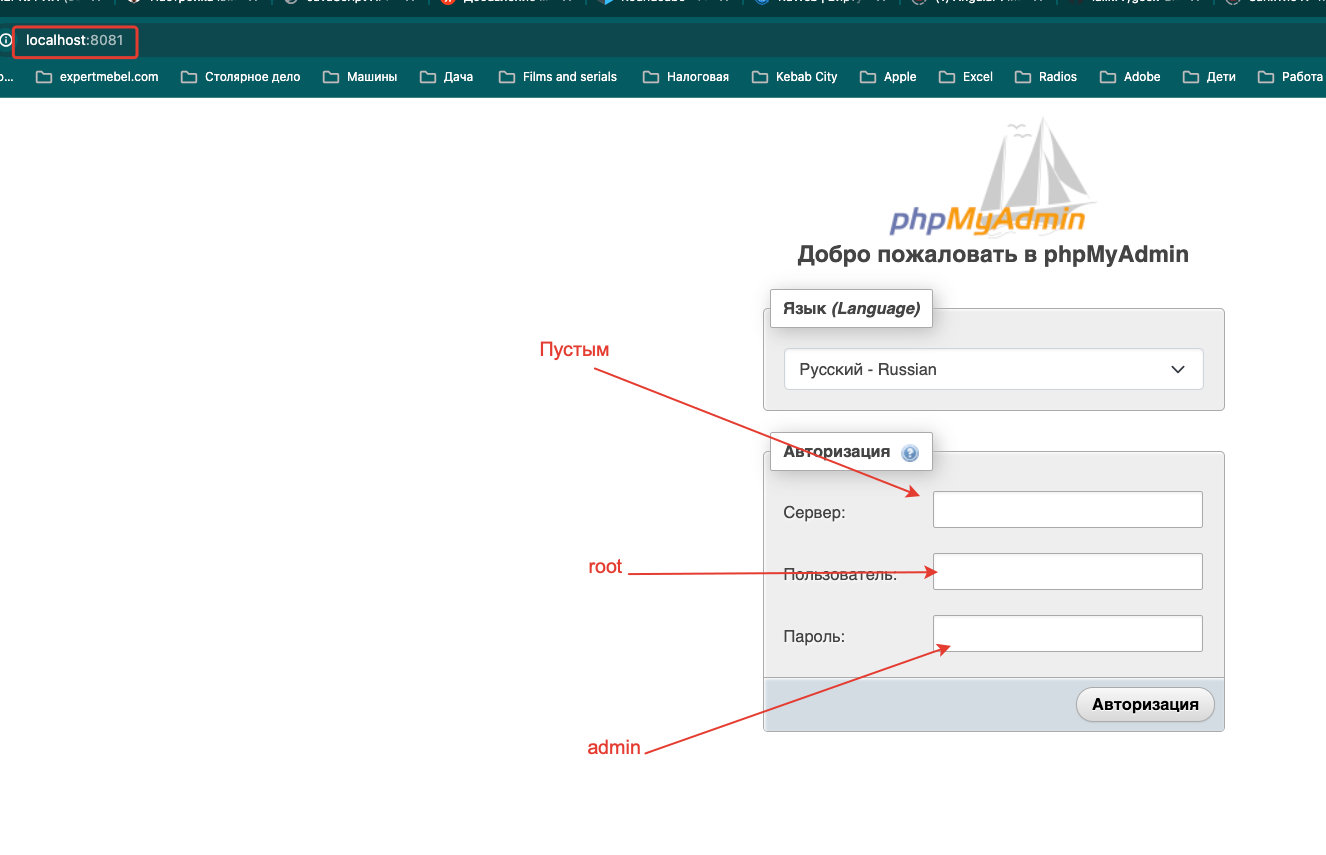 localhost:8081
expertmebel.com Столярное дело Машины Дача Films and serials Налоговая Kebab City Apple Excel Radios Adobe Дети Работа
phpMyAdmin
Добро пожаловать в phpMyAdmin
Язык (Language)
Пустым
Русский - Russian
Авторизация
Сервер:
root
Пользователь:
Пароль:
Авторизация
admin